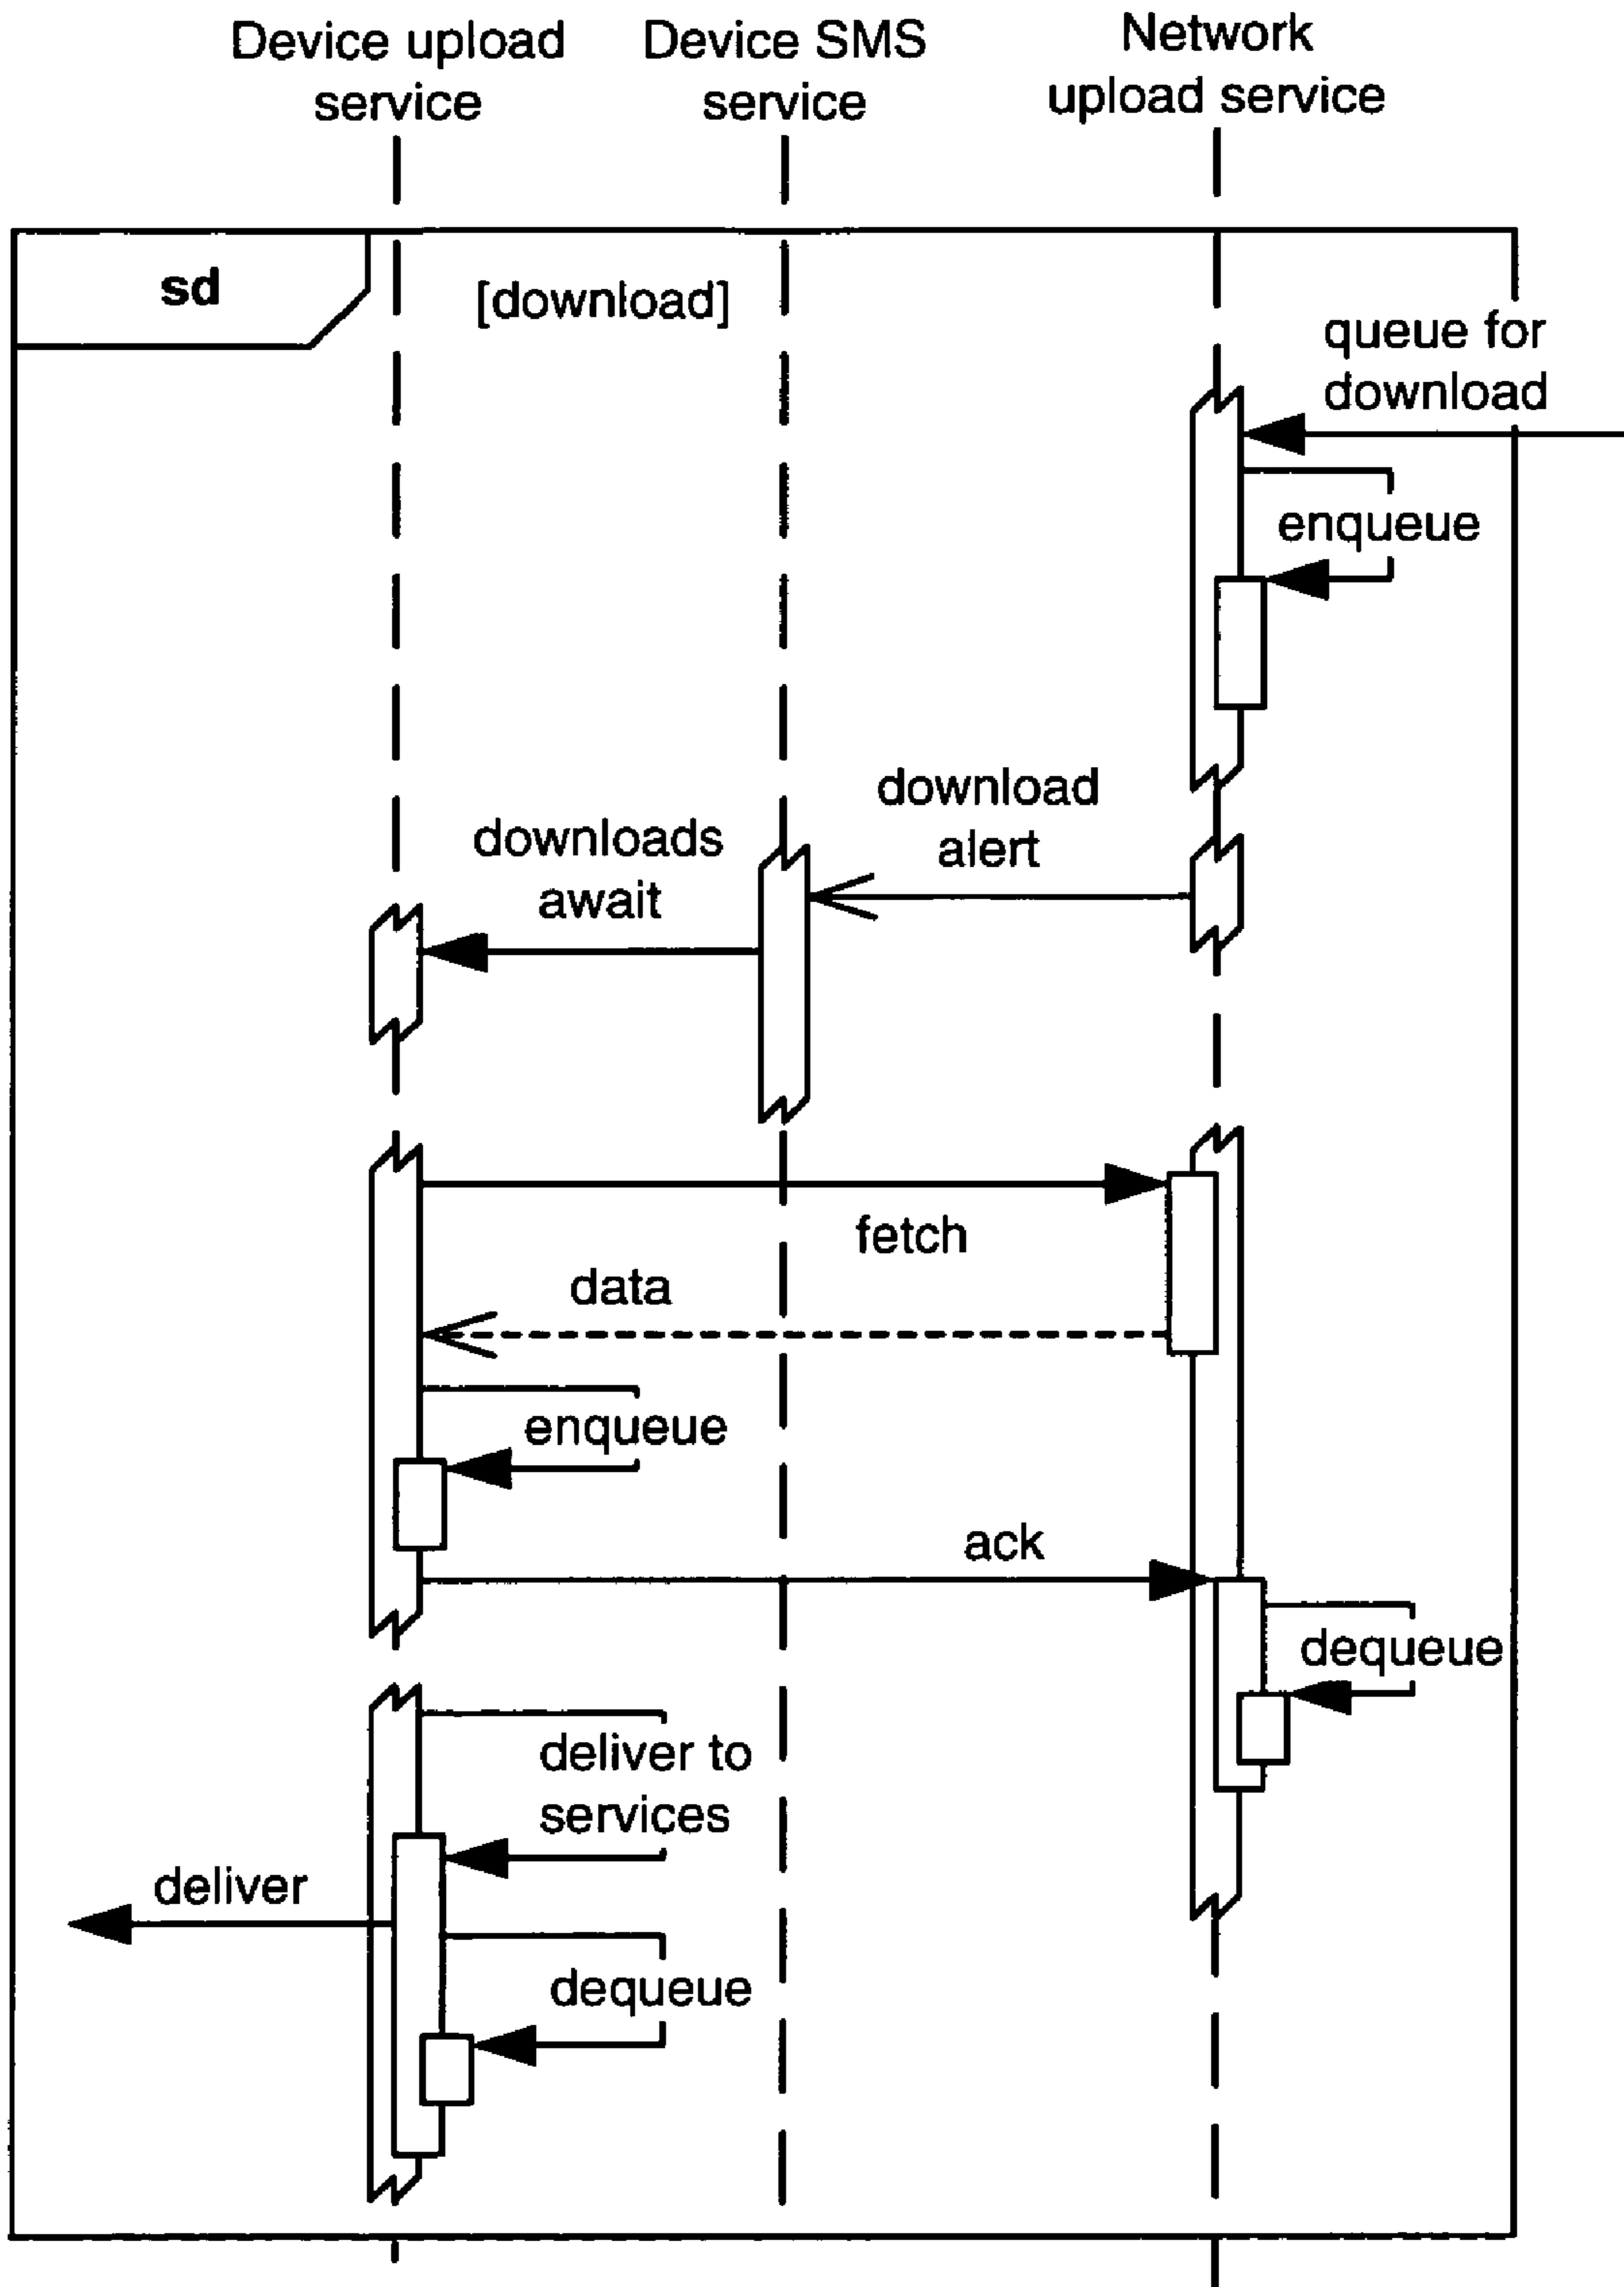 Device upload
service
Device SMS
service
Network
upload service
sd
[download]
queue for
download
enqueue
download
alert
downloads
await
fetch
data
enqueue
ack
dequeue
deliver to
services
deliver
dequeue